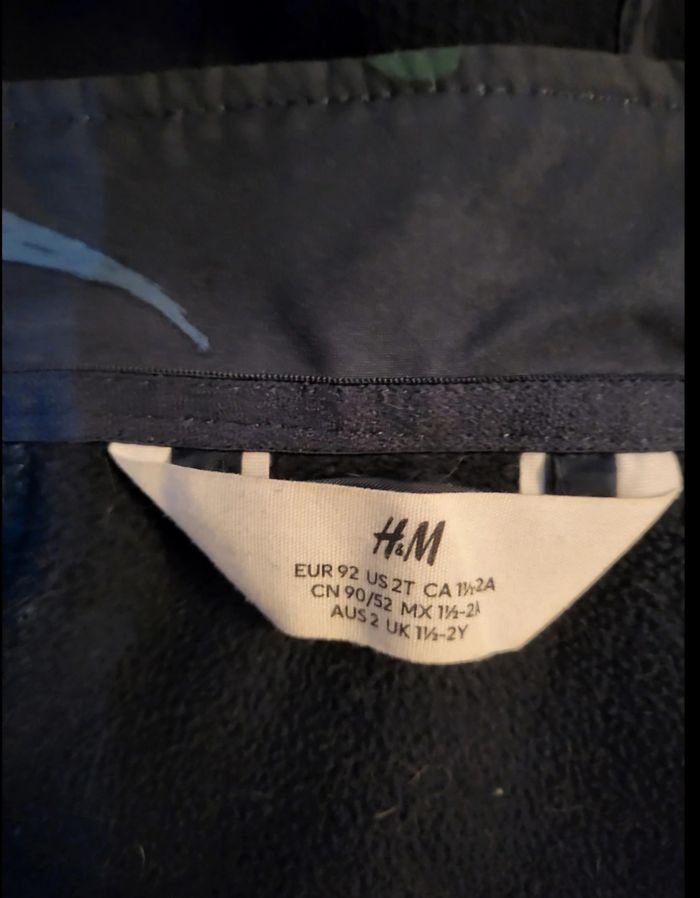 H&M
EUR 92 US 2T CA 1½-2A
CN 90/52 MX 1½-2A
AUS 2 UK 1½-2Y